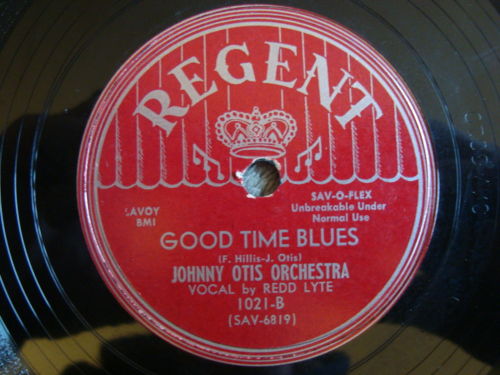 REGENT
SAV-O-FLEX
Unbreakable Under
Normal Use
SAVOY
BMI
GOOD TIME BLUES
(F. Hillis-J. Otis)
JOHNNY OTIS ORCHESTRA
VOCAL by REDD LYTE
1021-B
(SAV-6819)